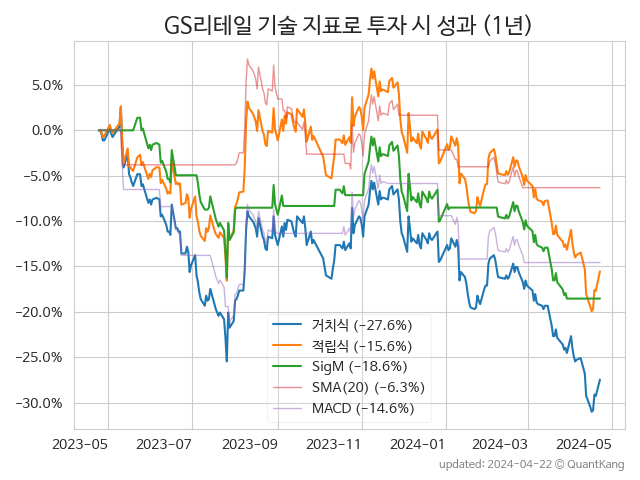 GS리테일 기술 지표로 투자 시 성과 (1년)
5.0%
0.0%
−5.0%
−10.0%
−15.0%
−20.0%
−25.0%
−30.0%
거치식 (−27.6%)
적립식 (−15.6%)
SigM (−18.6%)
SMA(20) (−6.3%)
MACD (−14.6%)
2023-05 2023-07 2023-09 2023-11 2024-01 2024-03 2024-05
updated: 2024-04-22 @ QuantKang